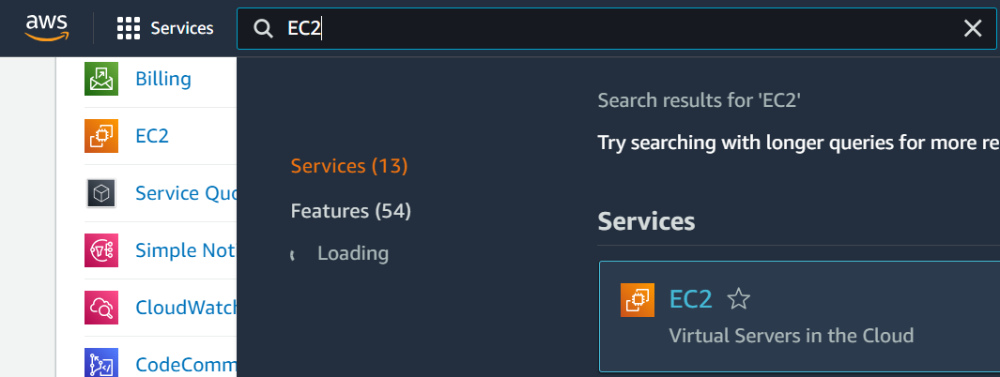 aws
Services
EC2
Billing
EC2
Service Quo
Simple Not
CloudWatch
CodeComm
Services (13)
Features (54)
Loading
Search results for 'EC2'
Try searching with longer queries for more re
Services
EC2
Virtual Servers in the Cloud